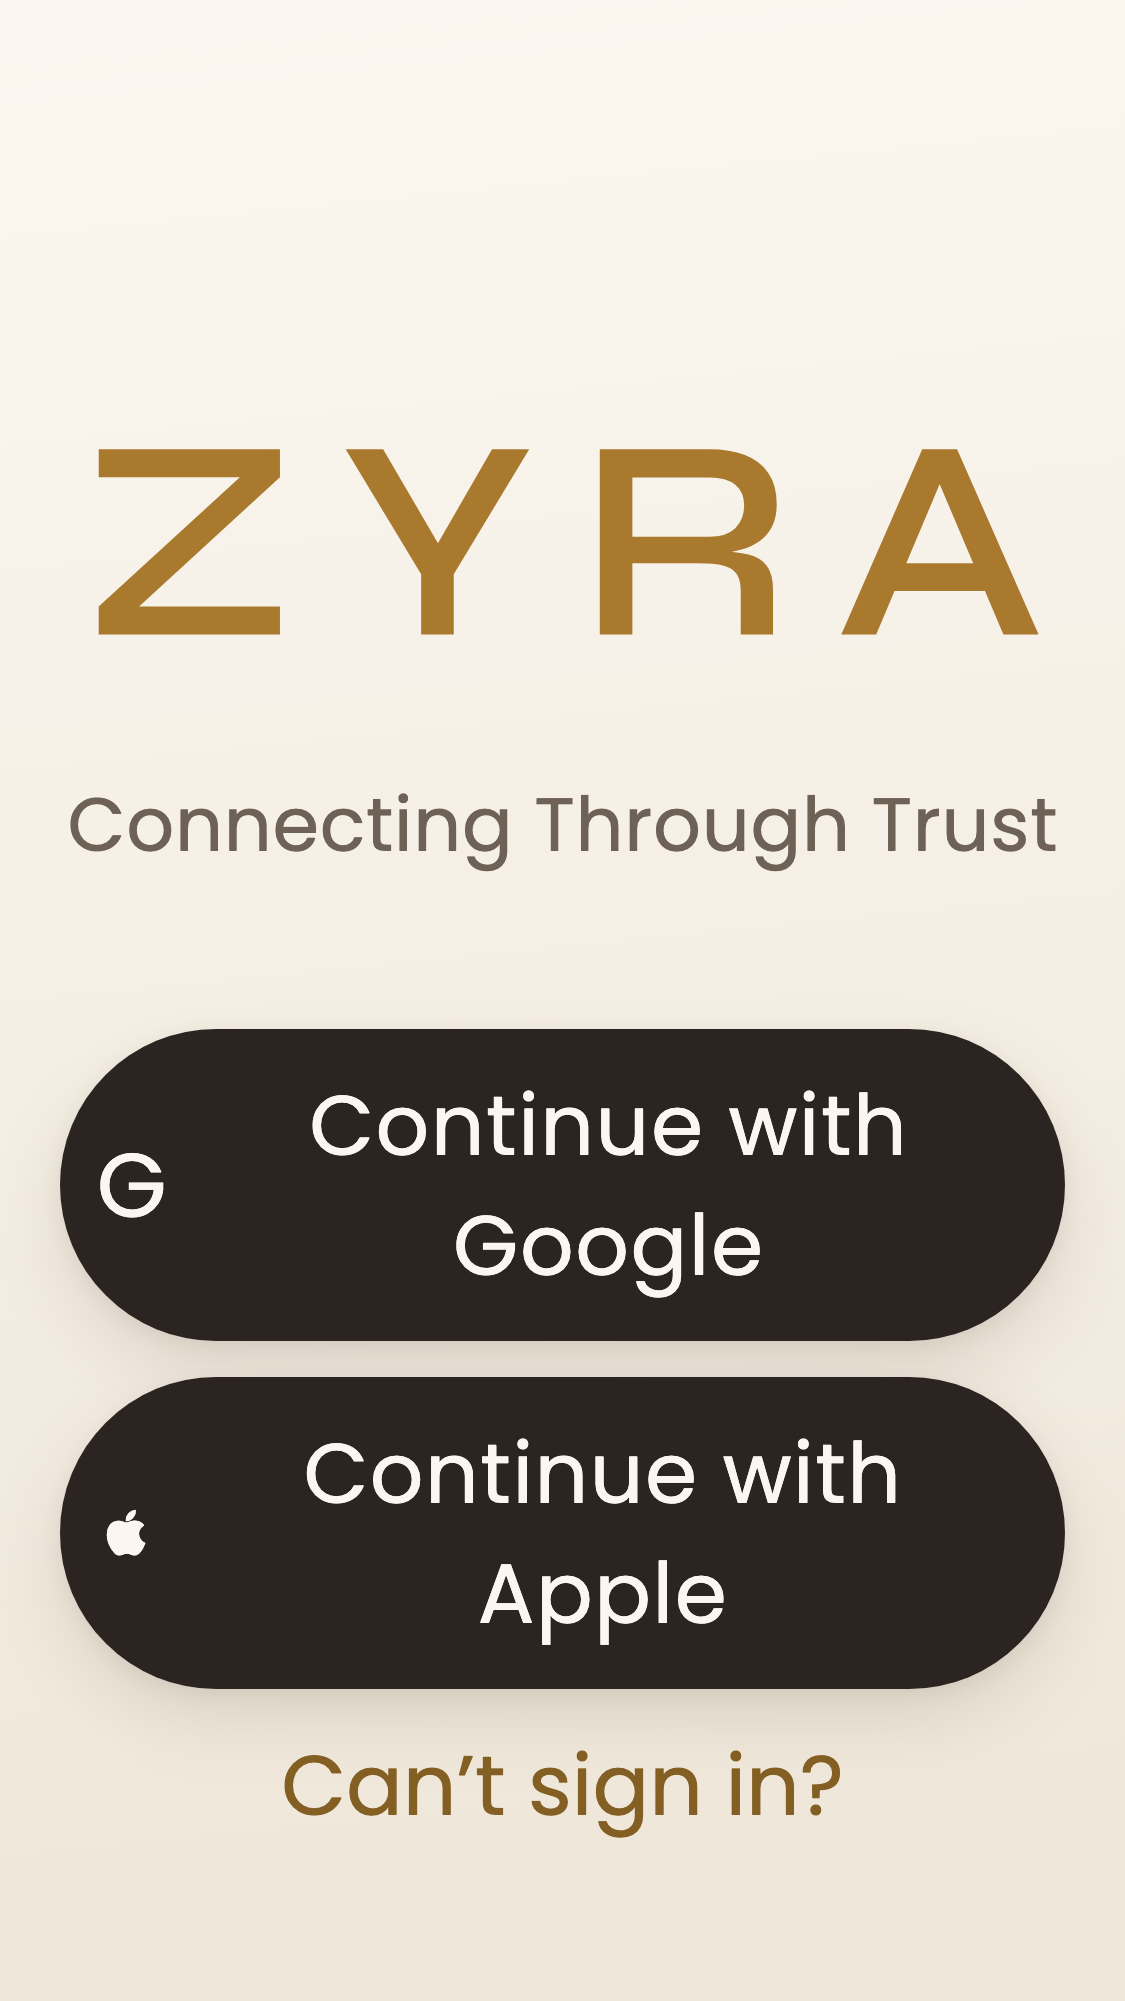 ZYRA
Connecting Through Trust
G
Continue with
Google
Continue with
Apple
Can’t sign in?